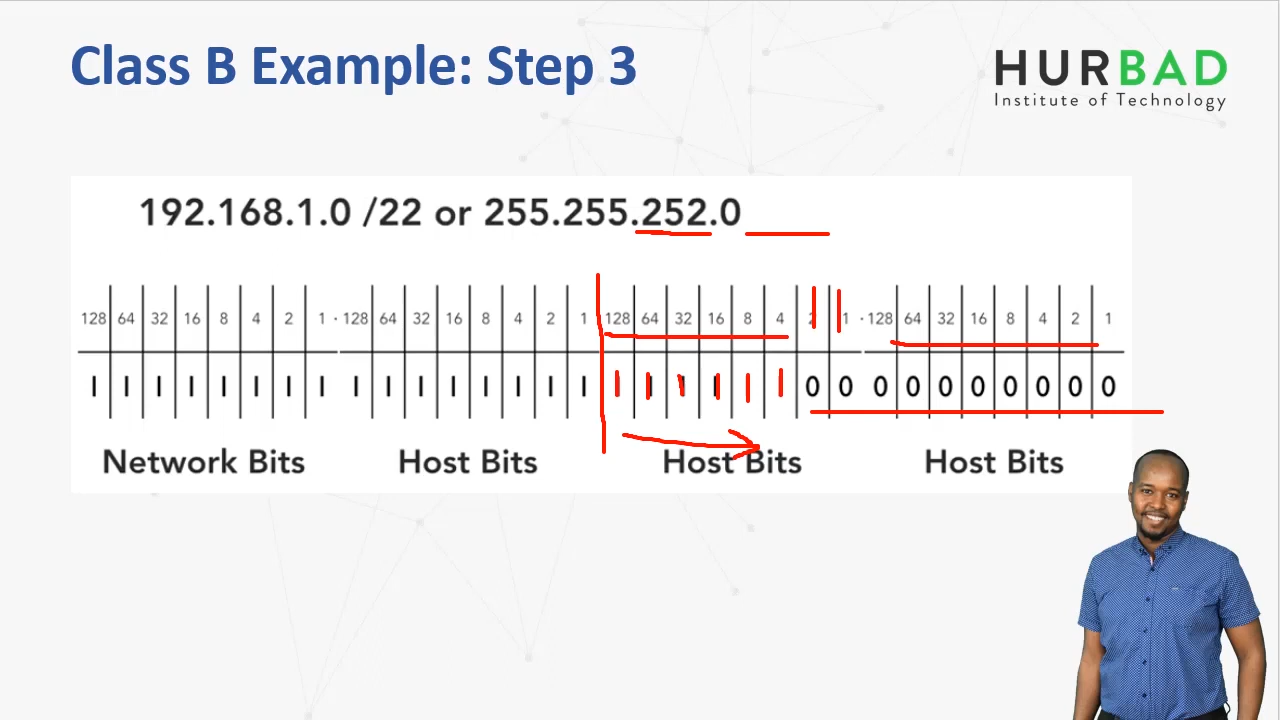 Class B Example: Step 3
HURBAD
Institute of Technology
192.168.1.0 /22 or 255.255.252.0
128 64 32 16 8 4 2 1 · 128 64 32 16 8 4 2 1 128 64 32 16 8 4 2 1 · 128 64 32 16 8 4 2 1
1 1 1 1 1 1 1 1 1 1 1 1 1 1 1 1 1 1 1 1 1 1 0 0 0 0 0 0 0 0 0 0
Network Bits Host Bits Host Bits Host Bits